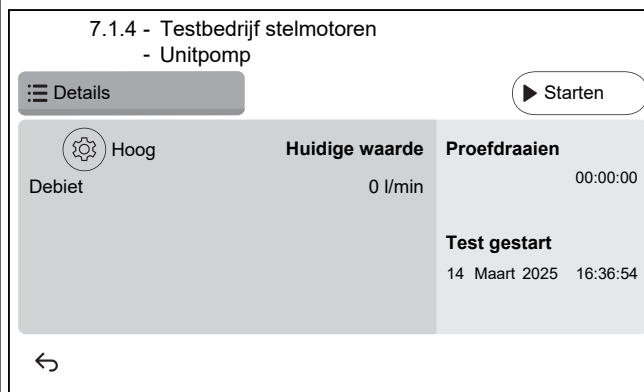 7.1.4 - Testbedrijf stelmotoren
- Unitpomp
Details
Starten
Hoog
Huidige waarde
Debiet
0 l/min
Proefdraaien
00:00:00
Test gestart
14 Maart 2025 16:36:54